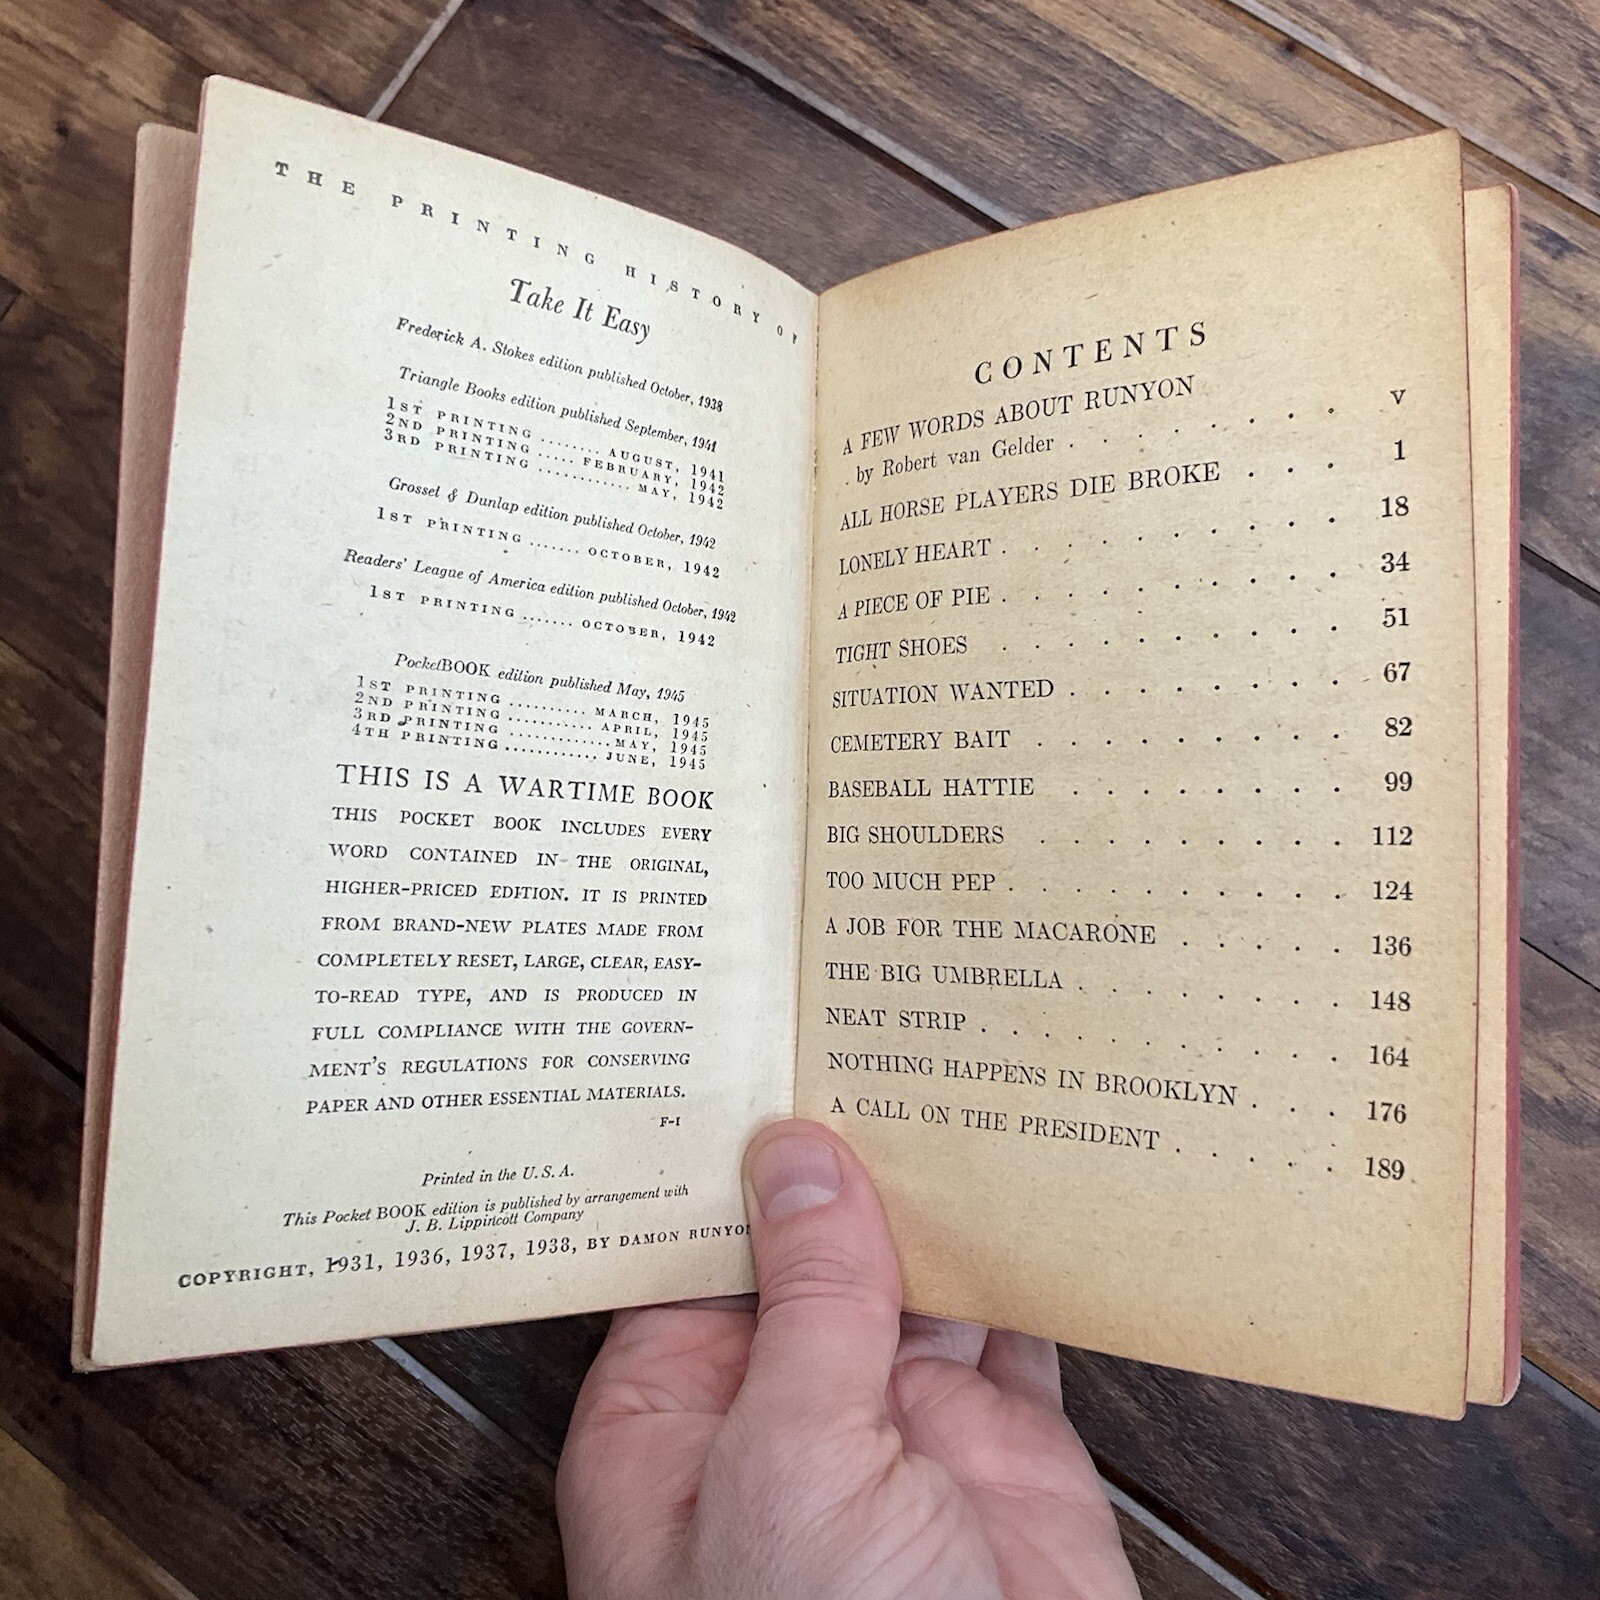 THE PRINTING HISTORY OF
Take It Easy
Frederick A. Stokes edition published October, 1938
Triangle Books edition published September, 1941
1ST PRINTING ........ AUGUST, 1941
2ND PRINTING ..... FEBRUARY, 1942
3RD PRINTING ............ MAY, 1942
Grosset & Dunlap edition published October, 1942
1ST PRINTING ....... OCTOBER, 1942
Readers' League of America edition published October, 1942
1ST PRINTING ....... OCTOBER, 1942
PocketBOOK edition published May, 1945
1ST PRINTING .......... MARCH, 1945
2ND PRINTING ........... APRIL, 1945
3RD PRINTING ............. MAY, 1945
4TH PRINTING ............ JUNE, 1945
THIS IS A WARTIME BOOK
THIS POCKET BOOK INCLUDES EVERY
WORD CONTAINED IN THE ORIGINAL,
HIGHER-PRICED EDITION. IT IS PRINTED
FROM BRAND-NEW PLATES MADE FROM
COMPLETELY RESET, LARGE, CLEAR, EASY-
TO-READ TYPE, AND IS PRODUCED IN
FULL COMPLIANCE WITH THE GOVERN-
MENT'S REGULATIONS FOR CONSERVING
PAPER AND OTHER ESSENTIAL MATERIALS.
F-1
Printed in the U.S.A.
This Pocket BOOK edition is published by arrangement with
J. B. Lippincott Company
COPYRIGHT, 1931, 1936, 1937, 1938, BY DAMON RUNYON
CONTENTS
A FEW WORDS ABOUT RUNYON
by Robert van Gelder . . . . . . . . v
ALL HORSE PLAYERS DIE BROKE . . . 1
LONELY HEART . . . . . . . . . . 18
A PIECE OF PIE . . . . . . . . . . 34
TIGHT SHOES . . . . . . . . . . 51
SITUATION WANTED . . . . . . . . 67
CEMETERY BAIT . . . . . . . . . 82
BASEBALL HATTIE . . . . . . . . 99
BIG SHOULDERS . . . . . . . . . 112
TOO MUCH PEP . . . . . . . . . . 124
A JOB FOR THE MACARONE . . . . . 136
THE BIG UMBRELLA . . . . . . . . 148
NEAT STRIP . . . . . . . . . . . 164
NOTHING HAPPENS IN BROOKLYN . . . 176
A CALL ON THE PRESIDENT . . . . . 189